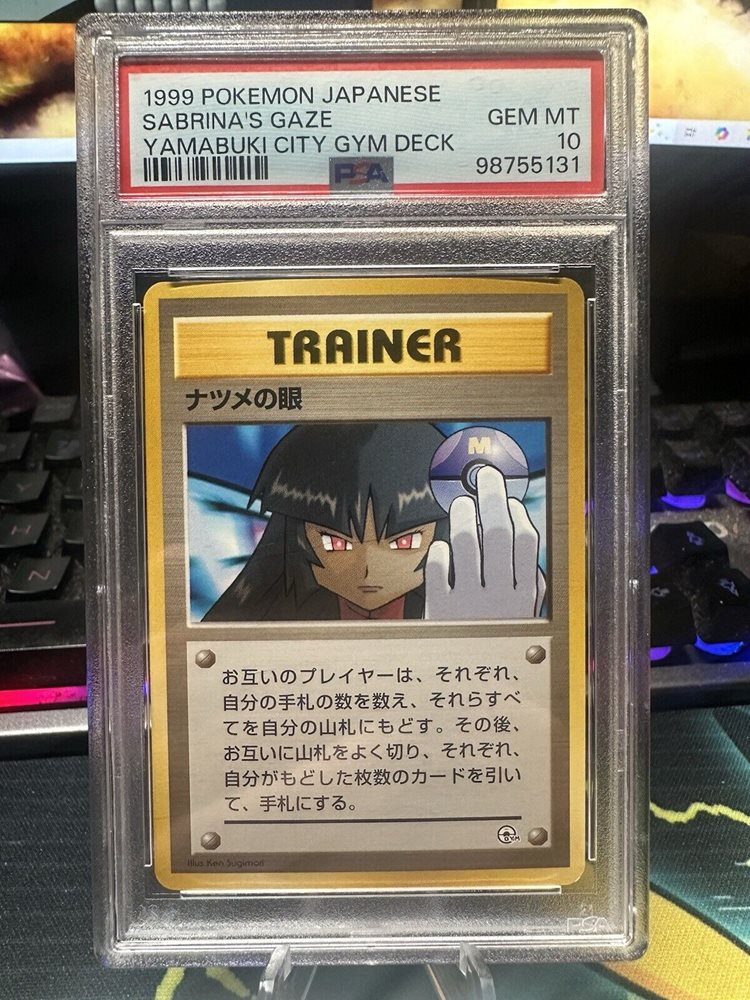 1999 POKEMON JAPANESE
SABRINA'S GAZE
GEM MT
YAMABUKI CITY GYM DECK
10
PSA
98755131
TRAINER
ナツメの眼
M
お互いのプレイヤーは、それぞれ、
自分の手札の数を数え、それらすべ
てを自分の山札にもどす。その後、
お互いに山札をよく切り、それぞれ、
自分がもどした枚数のカードを引い
て、手札にする。
GYM
Illus. Ken Sugimori
PSA
N
H